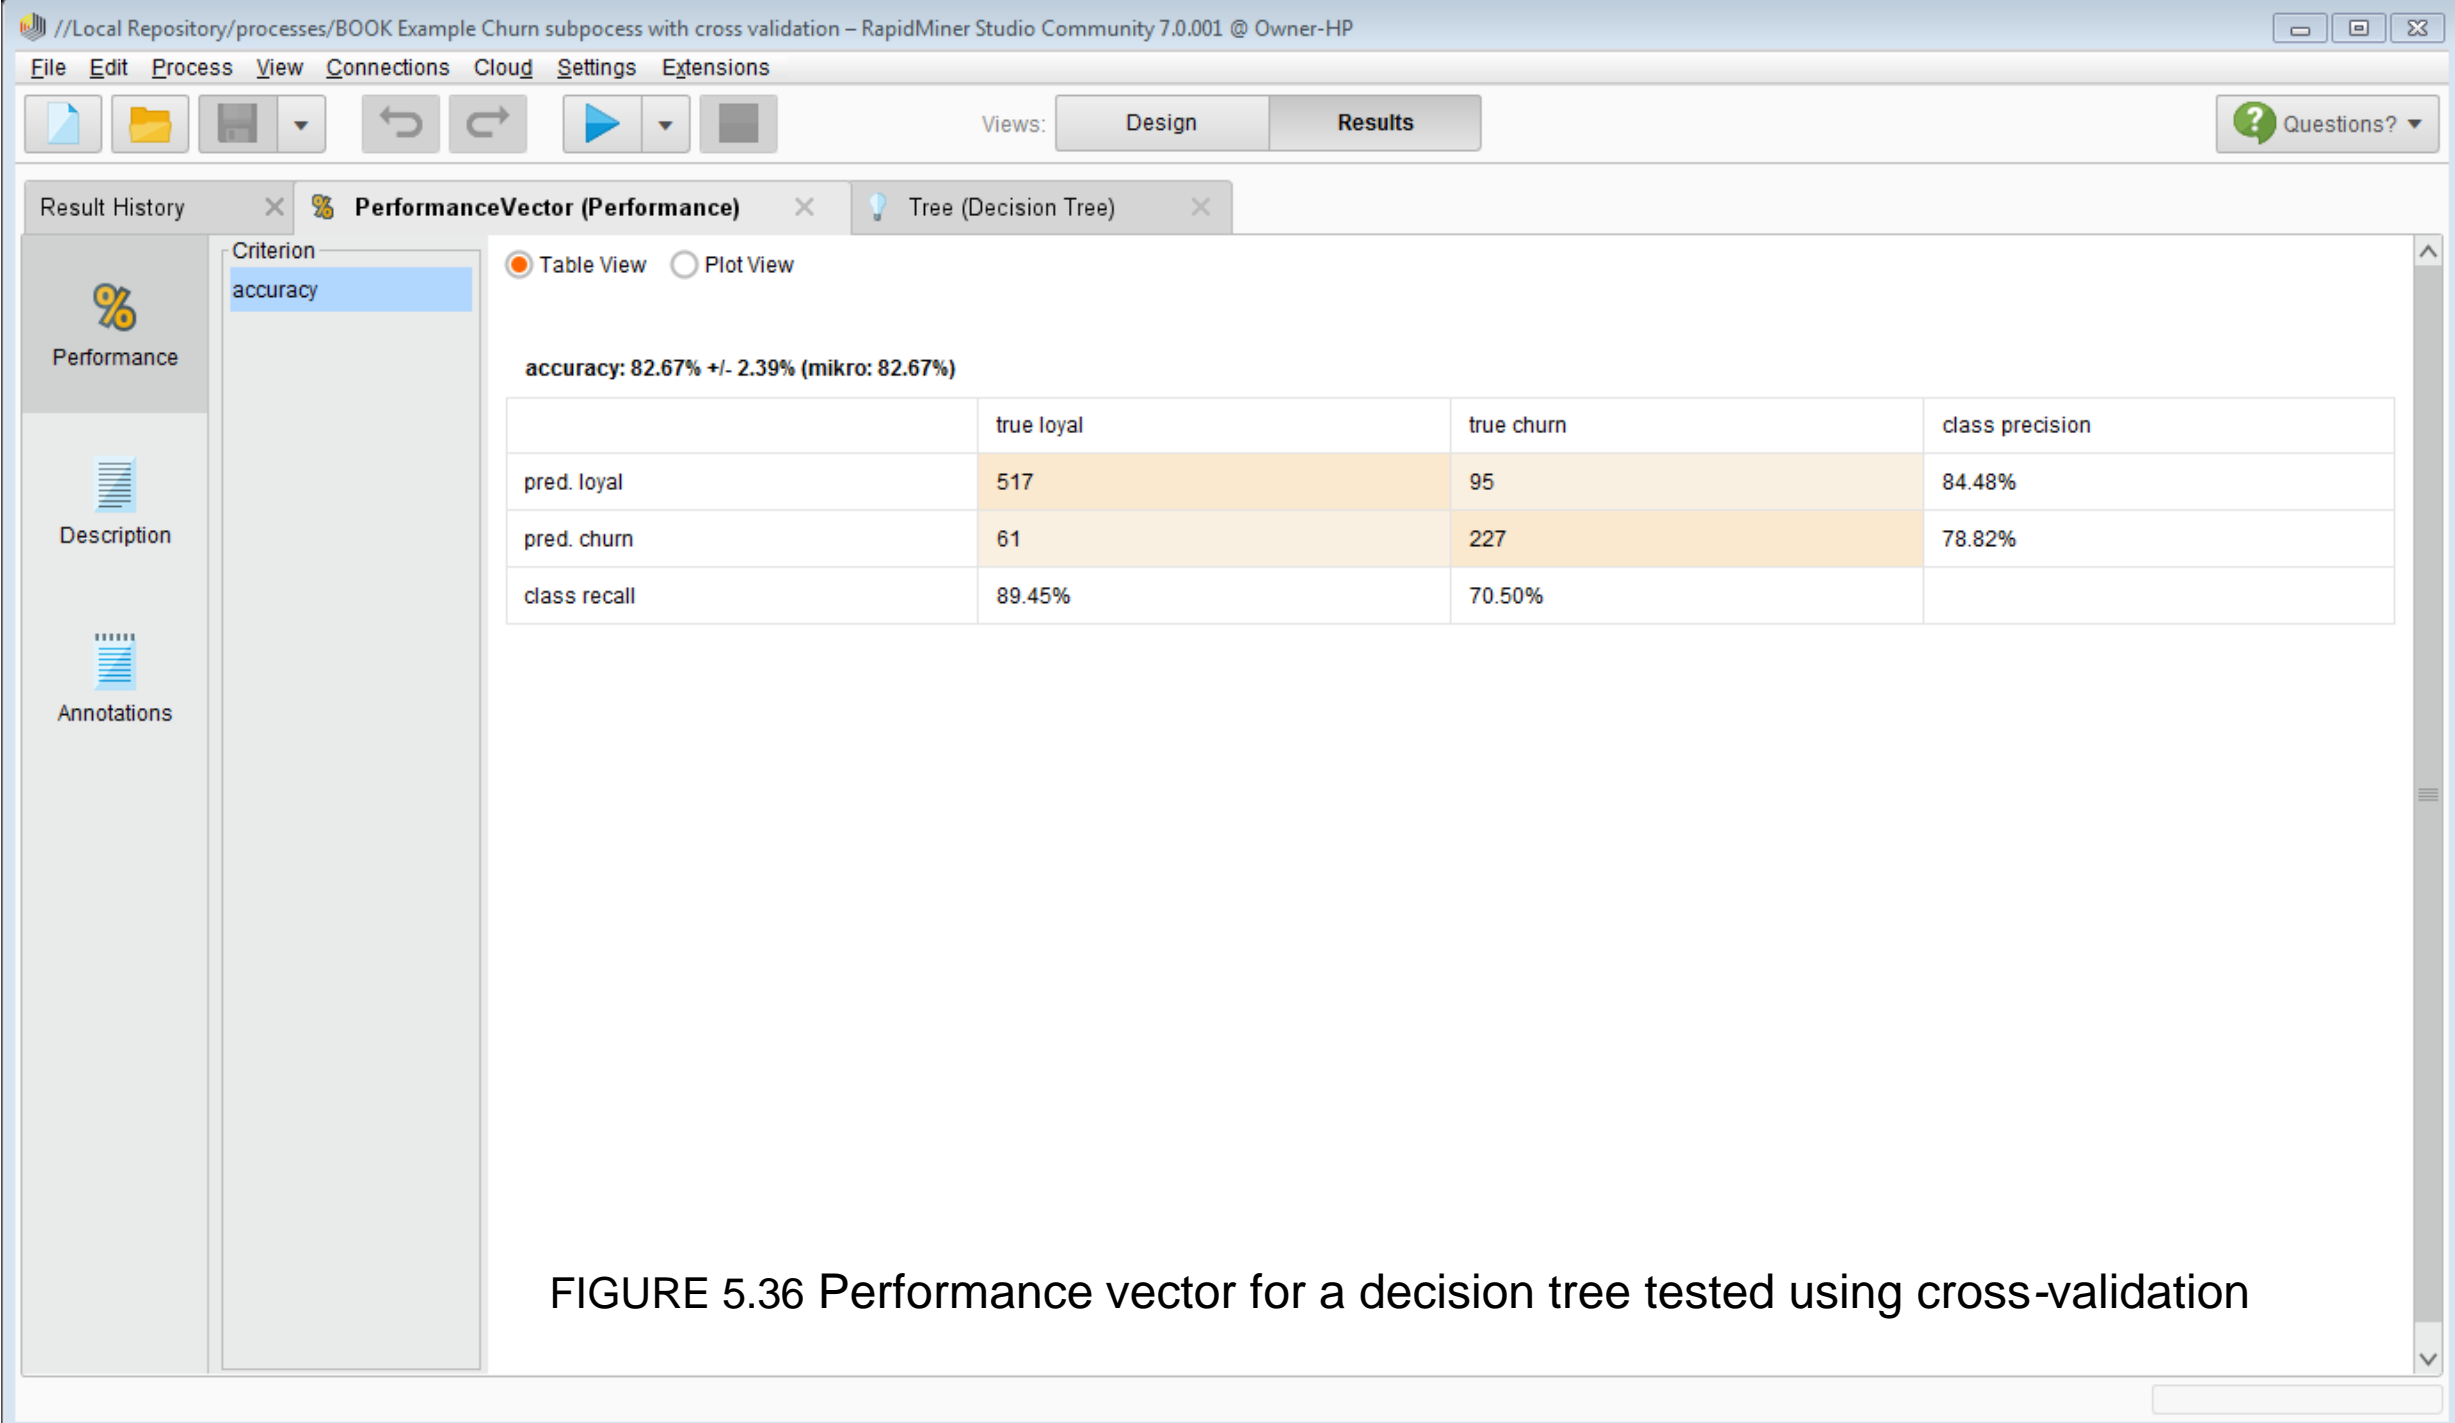 //Local Repository/processes/BOOK Example Churn subpocess with cross validation – RapidMiner Studio Community 7.0.001 @ Owner-HP
File Edit Process View Connections Cloud Settings Extensions
Views: Design Results
Questions?
Result History
PerformanceVector (Performance)
Tree (Decision Tree)
Performance
Description
Annotations
Criterion
accuracy
Table View Plot View
accuracy: 82.67% +/- 2.39% (mikro: 82.67%)
true loyal true churn class precision
pred. loyal 517 95 84.48%
pred. churn 61 227 78.82%
class recall 89.45% 70.50%
FIGURE 5.36 Performance vector for a decision tree tested using cross-validation